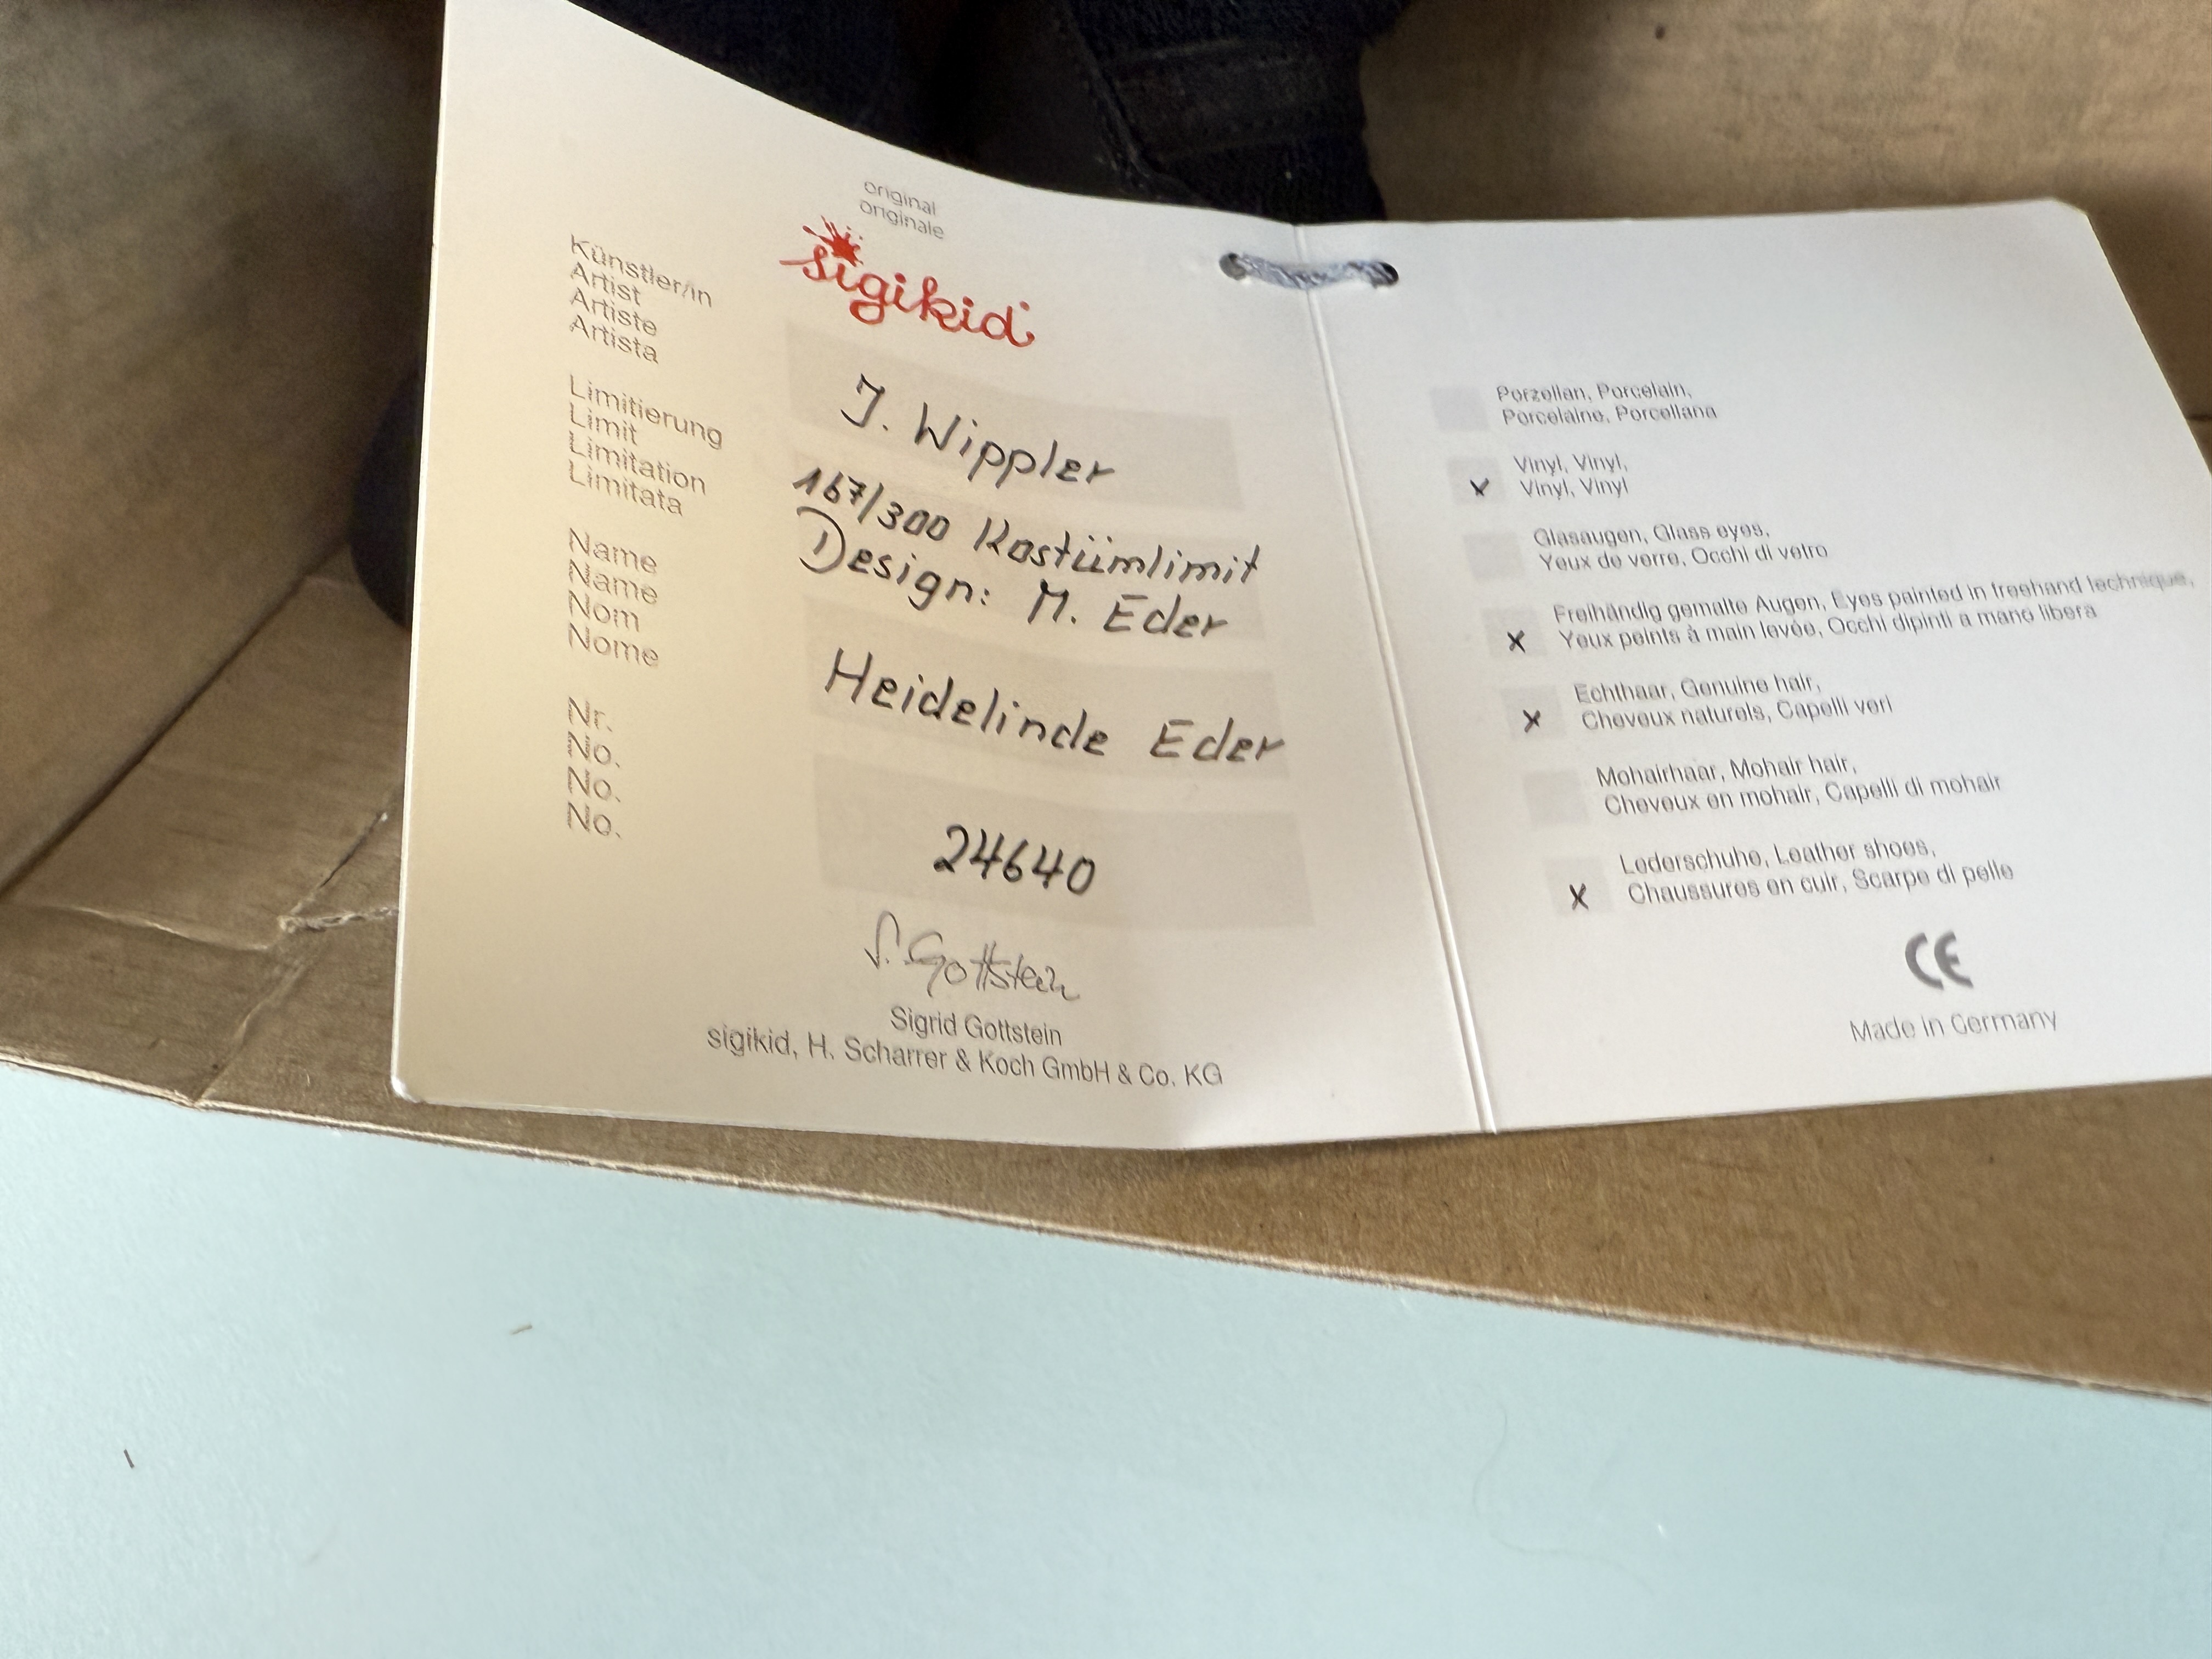 original
originale
sigikid
Künstler/in
Artist
Artiste
Artista
J. Wippler
Limitierung
Limit
Limitation
Limitata
167/300 Kostümlimit
Design: M. Eder
Name
Name
Nom
Nome
Heidelinde Eder
Nr.
No.
No.
No.
24640
S. Gottstein
Sigrid Gottstein
sigikid, H. Scharrer & Koch GmbH & Co. KG
Porzellan, Porcelain,
Porcelaine, Porcellana
x Vinyl, Vinyl,
Vinyl, Vinyl
Glasaugen, Glass eyes,
Yeux de verre, Occhi di vetro
x Freihändig gemalte Augen, Eyes painted in freehand technique,
Yeux peints à main levée, Occhi dipinti a mano libera
x Echthaar, Genuine hair,
Cheveux naturels, Capelli veri
Mohairhaar, Mohair hair,
Cheveux en mohair, Capelli di mohair
x Lederschuhe, Leather shoes,
Chaussures en cuir, Scarpe di pelle
CE
Made in Germany